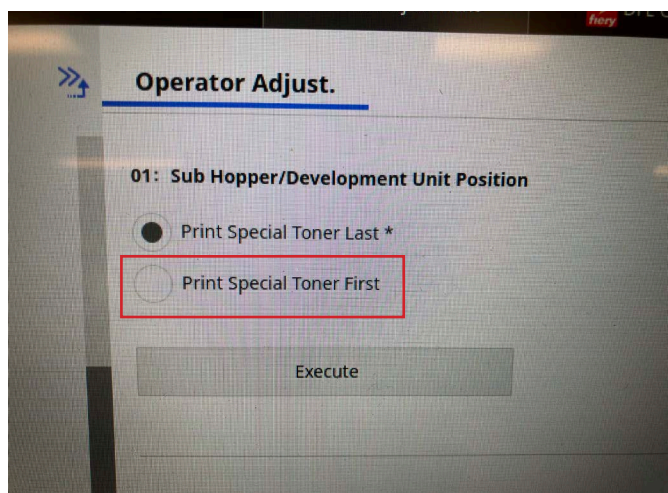 fiery
Operator Adjust.
01: Sub Hopper/Development Unit Position
Print Special Toner Last *
Print Special Toner First
Execute